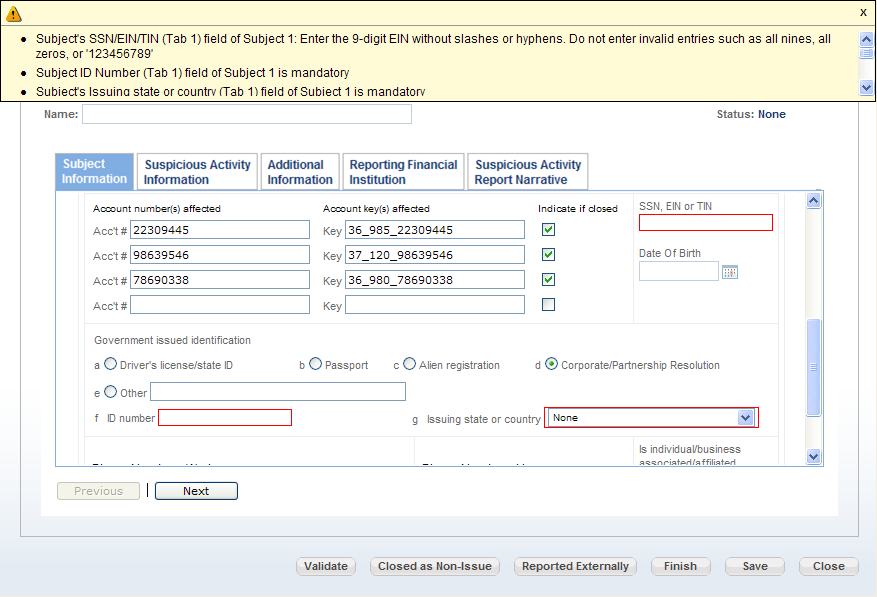 X
Subject's SSN/EIN/TIN (Tab 1) field of Subject 1: Enter the 9-digit EIN without slashes or hyphens. Do not enter invalid entries such as all nines, all
zeros, or '123456789'
Subject ID Number (Tab 1) field of Subject 1 is mandatory
Subject's Issuing state or country (Tab 1) field of Subject 1 is mandatory
Name: Status: None
Subject Information
Suspicious Activity Information
Additional Information
Reporting Financial Institution
Suspicious Activity Report Narrative
Account number(s) affected Account key(s) affected Indicate if closed SSN, EIN or TIN
Acc't # 22309445 Key 36_985_22309445
Acc't # 98639546 Key 37_120_98639546 Date Of Birth
Acc't # 78690338 Key 36_980_78690338
Acc't # Key
Government issued identification
a Driver's license/state ID b Passport c Alien registration d Corporate/Partnership Resolution
e Other
f ID number g Issuing state or country None
Is individual/business
associated/affiliated
Previous | Next
Validate Closed as Non-Issue Reported Externally Finish Save Close